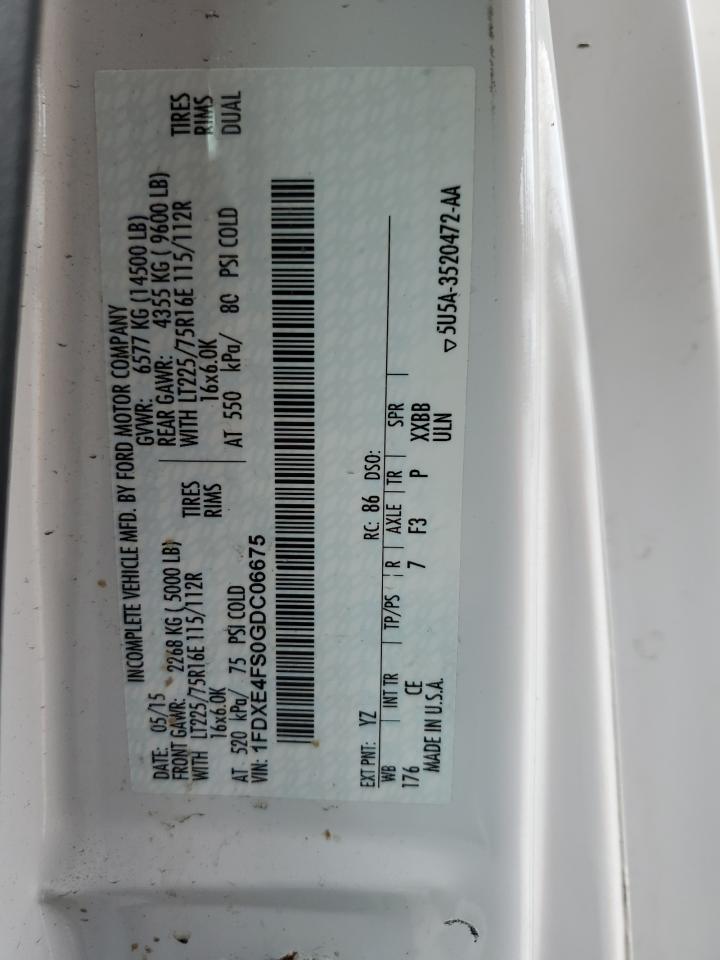 INCOMPLETE VEHICLE MFD. BY FORD MOTOR COMPANY
DATE: 05/15 GVWR: 6577 KG (14500 LB)
FRONT GAWR: 2268 KG ( 5000 LB) REAR GAWR: 4355 KG ( 9600 LB)
WITH LT225/75R16E 115/112R TIRES WITH LT225/75R16E 115/112R TIRES
16x6.0K RIMS 16x6.0K RIMS
AT 520 kPa/ 75 PSI COLD AT 550 kPa/ 80 PSI COLD DUAL
VIN: 1FDXE4FS0GDC06675
EXT PNT: YZ RC: 86 DSO:
WB INT TR TP/PS R AXLE TR SPR
176 CE 7 F3 P XXBB
MADE IN U.S.A. ULN
▽5U5A-3520472-AA